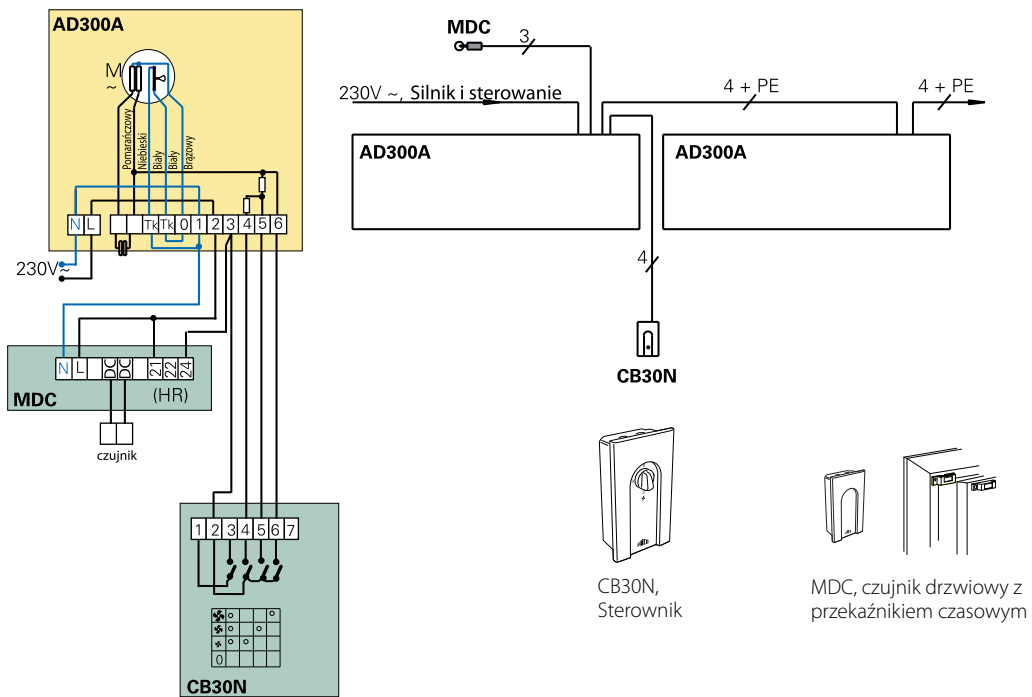 AD300A
M
~
Pomarańczowy
Niebieski
Biały
Biały
Brązowy
N L Tk Tk 0 1 2 3 4 5 6
230V~
N L DC DC 21 22 24
(HR)
MDC
czujnik
1 2 3 4 5 6 7
0
CB30N
MDC
3
230V ~, Silnik i sterowanie
4 + PE
4 + PE
AD300A
AD300A
4
CB30N
CB30N,
Sterownik
MDC, czujnik drzwiowy z
przekaźnikiem czasowym